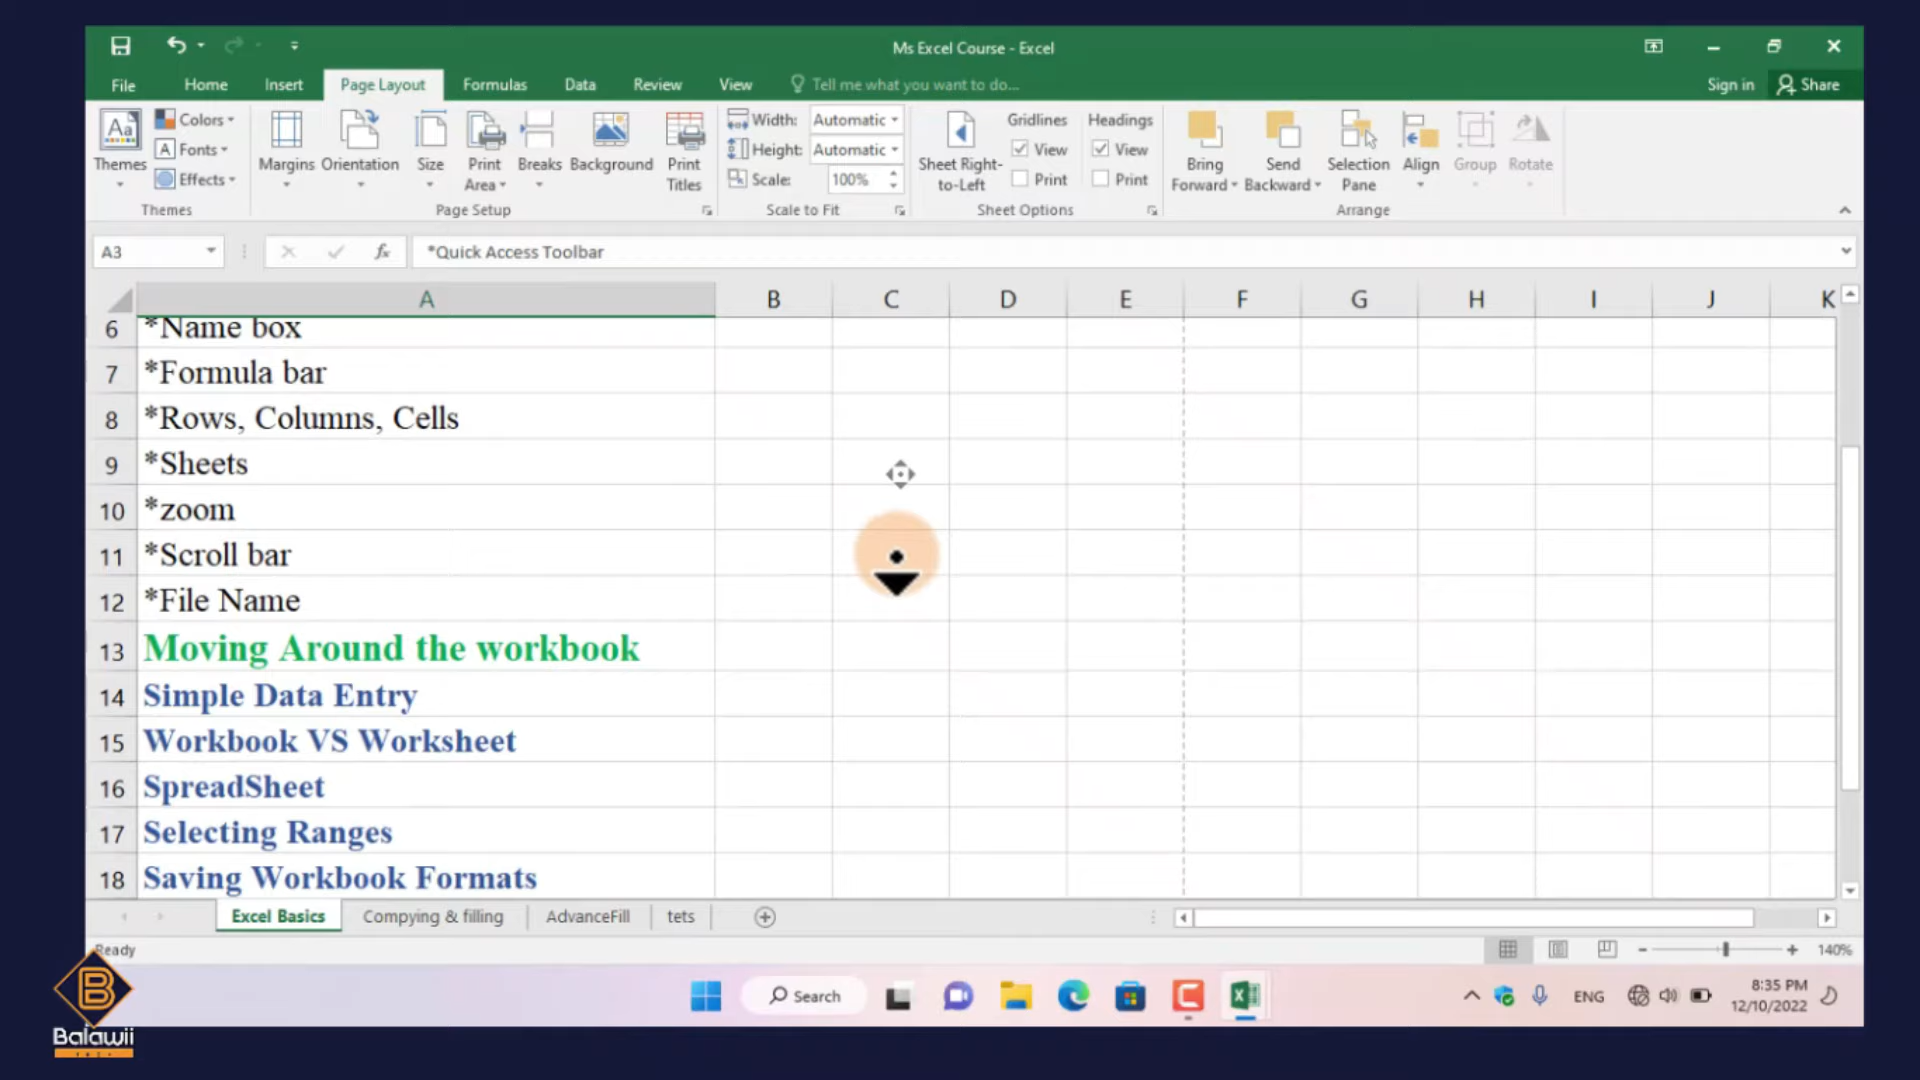 Ms Excel Course - Excel
File Home Insert Page Layout Formulas Data Review View Tell me what you want to do... Sign in Share
Themes
Colors
Fonts
Effects
Themes
Margins
Orientation
Size
Print Area
Breaks
Background
Print Titles
Page Setup
Width: Automatic
Height: Automatic
Scale: 100%
Scale to Fit
Sheet Right-to-Left
Gridlines
View
Print
Headings
View
Print
Sheet Options
Bring Forward
Send Backward
Selection Pane
Align
Group
Rotate
Arrange
A3 fx *Quick Access Toolbar
A B C D E F G H I J K
6 *Name box
7 *Formula bar
8 *Rows, Columns, Cells
9 *Sheets
10 *zoom
11 *Scroll bar
12 *File Name
13 Moving Around the workbook
14 Simple Data Entry
15 Workbook VS Worksheet
16 SpreadSheet
17 Selecting Ranges
18 Saving Workbook Formats
Excel Basics Compying & filling AdvanceFill tets
Ready 140%
Search ENG 8:35 PM
12/10/2022
Balawii